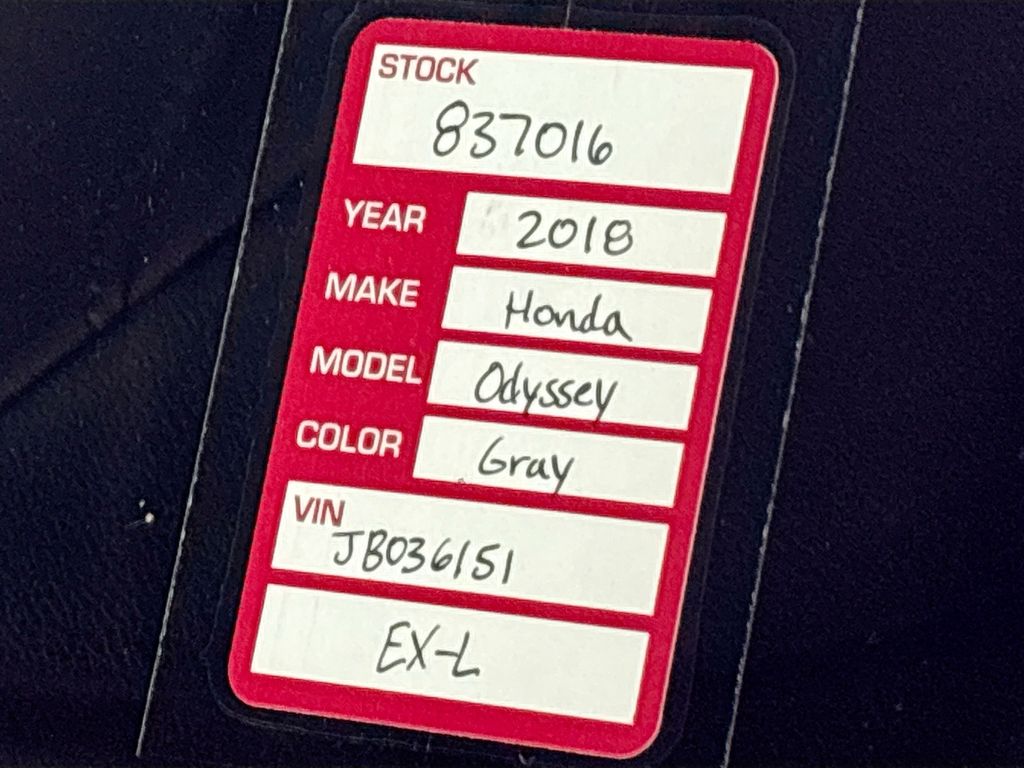 STOCK
837016
YEAR 2018
MAKE Honda
MODEL Odyssey
COLOR Gray
VIN
JB036151
EX-L